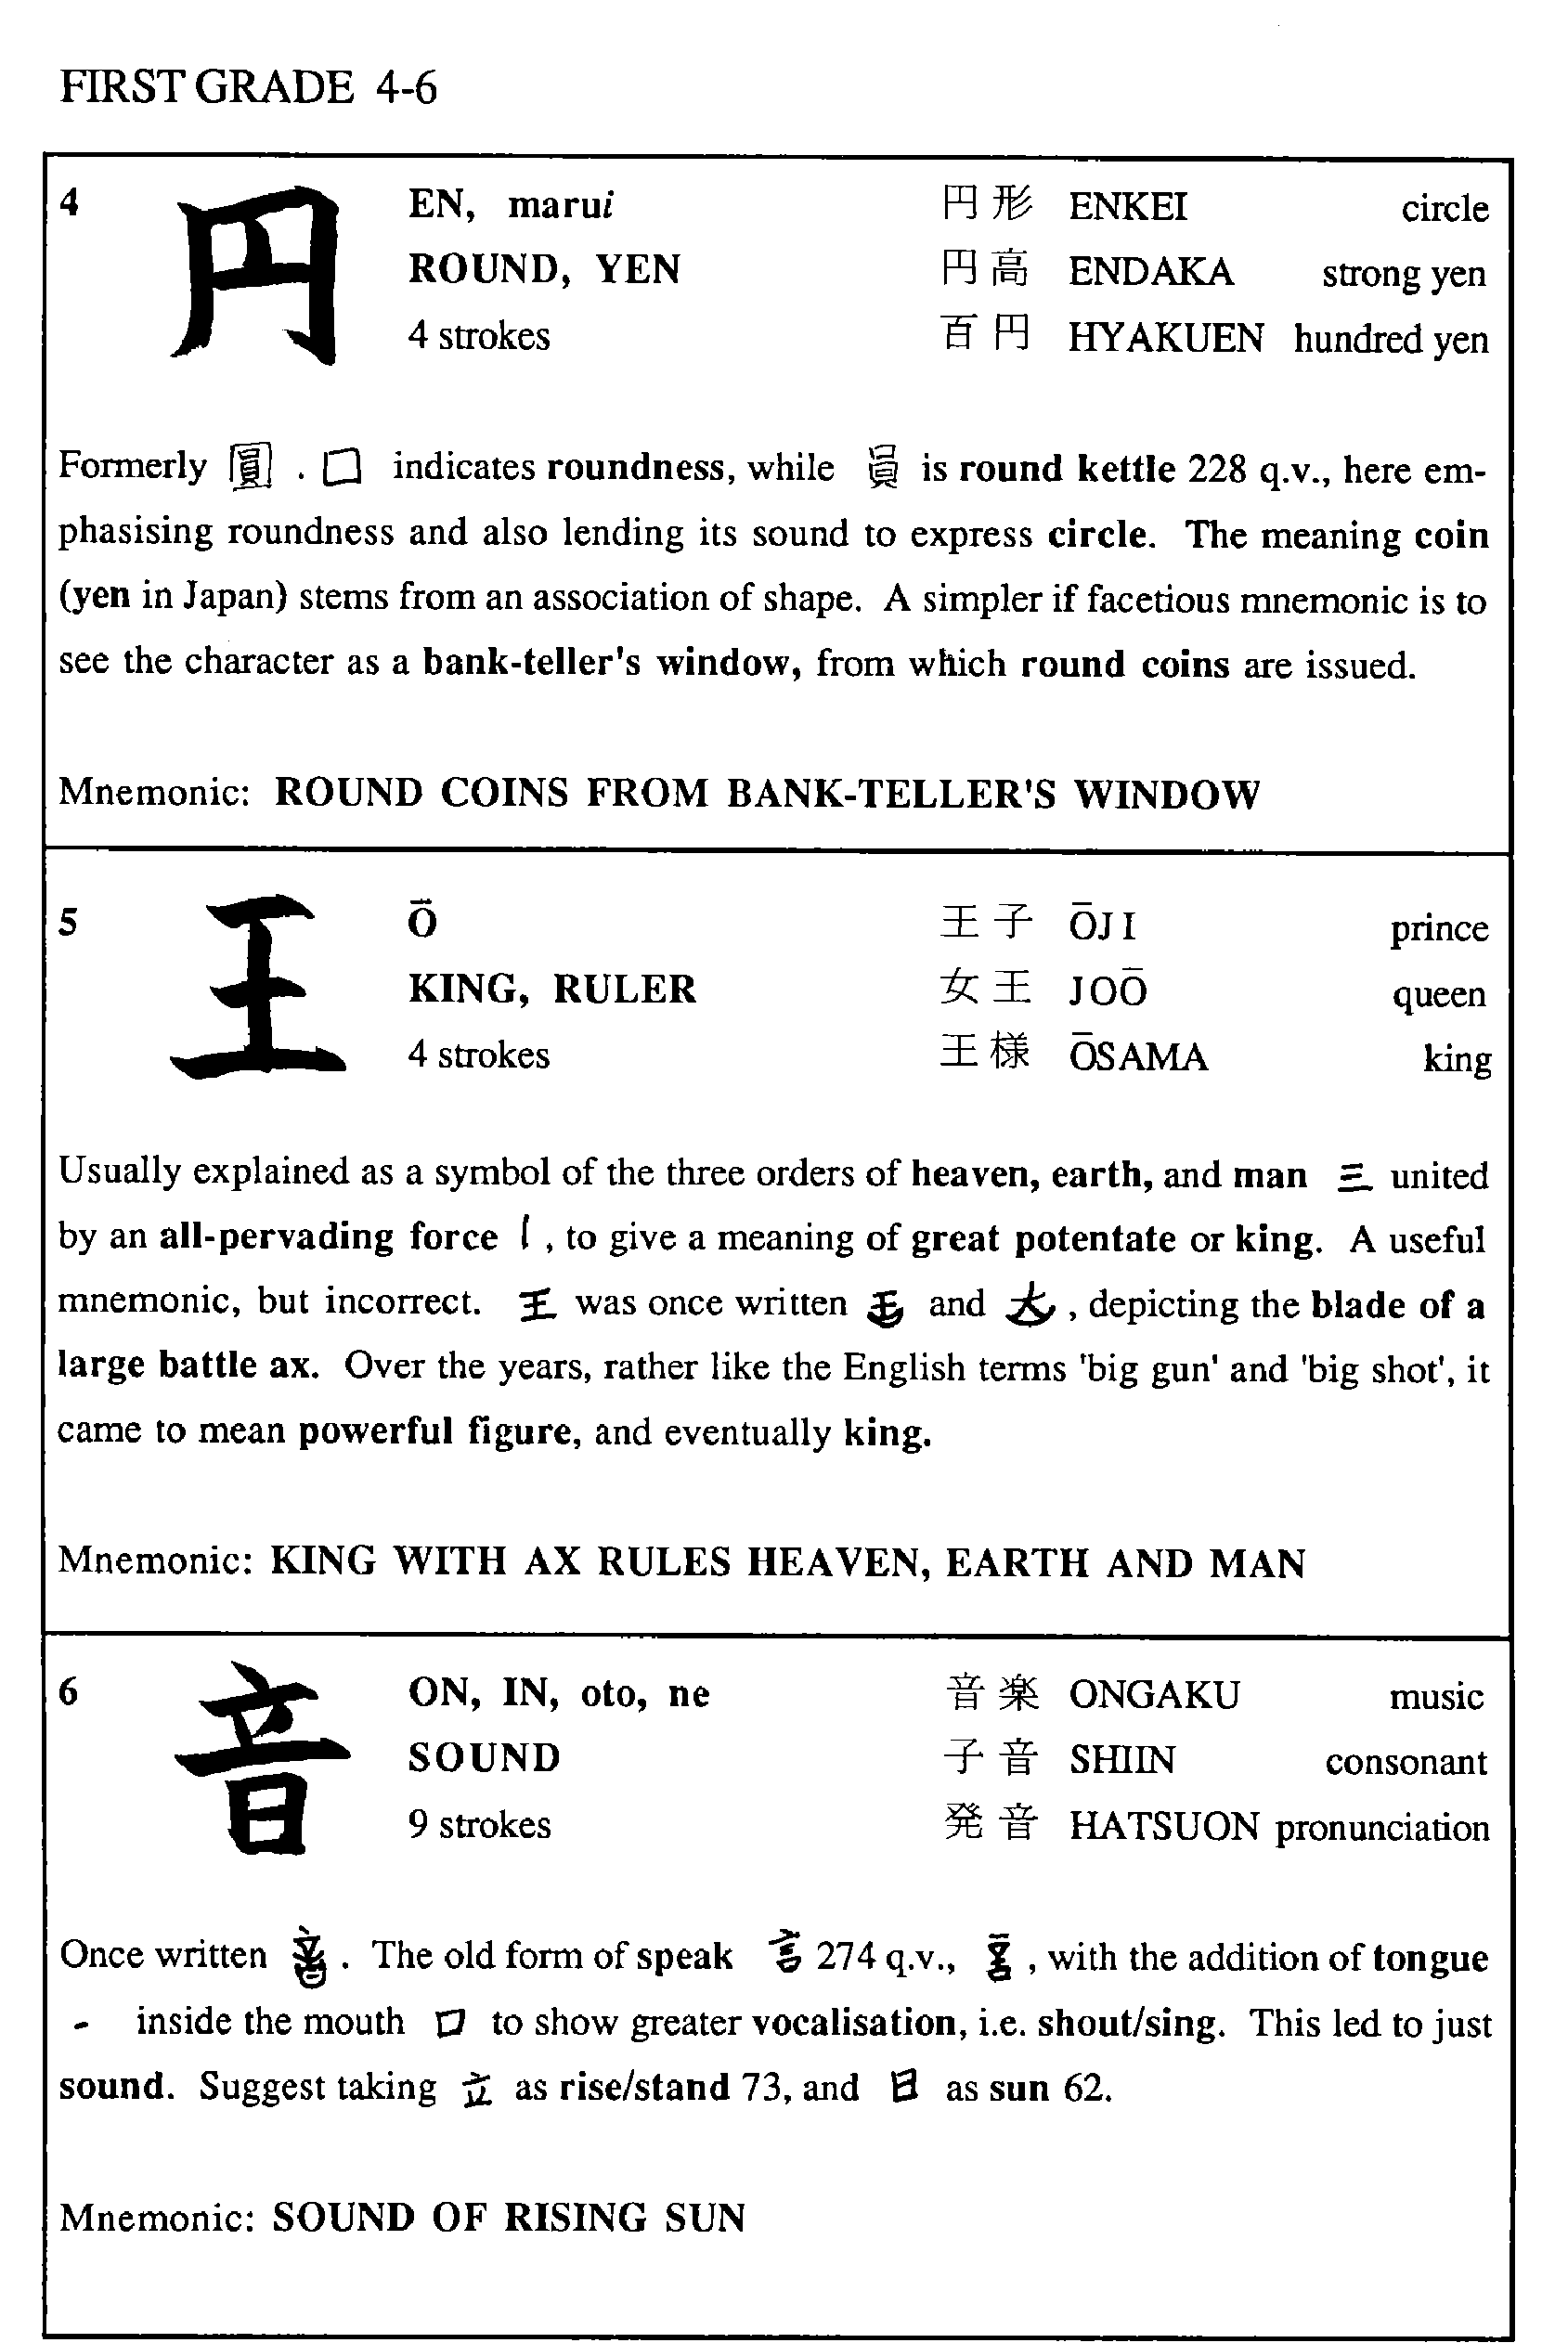 FIRST GRADE 4-6
4 円 EN, marui 円形 ENKEI circle
ROUND, YEN 円高 ENDAKA strong yen
4 strokes 百円 HYAKUEN hundred yen
Formerly 圓 . 囗 indicates roundness, while 員 is round kettle 228 q.v., here em-
phasising roundness and also lending its sound to express circle. The meaning coin
(yen in Japan) stems from an association of shape. A simpler if facetious mnemonic is to
see the character as a bank-teller's window, from which round coins are issued.
Mnemonic: ROUND COINS FROM BANK-TELLER'S WINDOW
5 王 Ō 王子 ŌJI prince
KING, RULER 女王 JOŌ queen
4 strokes 王様 ŌSAMA king
Usually explained as a symbol of the three orders of heaven, earth, and man 三 united
by an all-pervading force 丨 , to give a meaning of great potentate or king. A useful
mnemonic, but incorrect. 王 was once written and , depicting the blade of a
large battle ax. Over the years, rather like the English terms 'big gun' and 'big shot', it
came to mean powerful figure, and eventually king.
Mnemonic: KING WITH AX RULES HEAVEN, EARTH AND MAN
6 音 ON, IN, oto, ne 音楽 ONGAKU music
SOUND 子音 SHIIN consonant
9 strokes 発音 HATSUON pronunciation
Once written . The old form of speak 言 274 q.v., , with the addition of tongue
- inside the mouth 口 to show greater vocalisation, i.e. shout/sing. This led to just
sound. Suggest taking 立 as rise/stand 73, and 日 as sun 62.
Mnemonic: SOUND OF RISING SUN